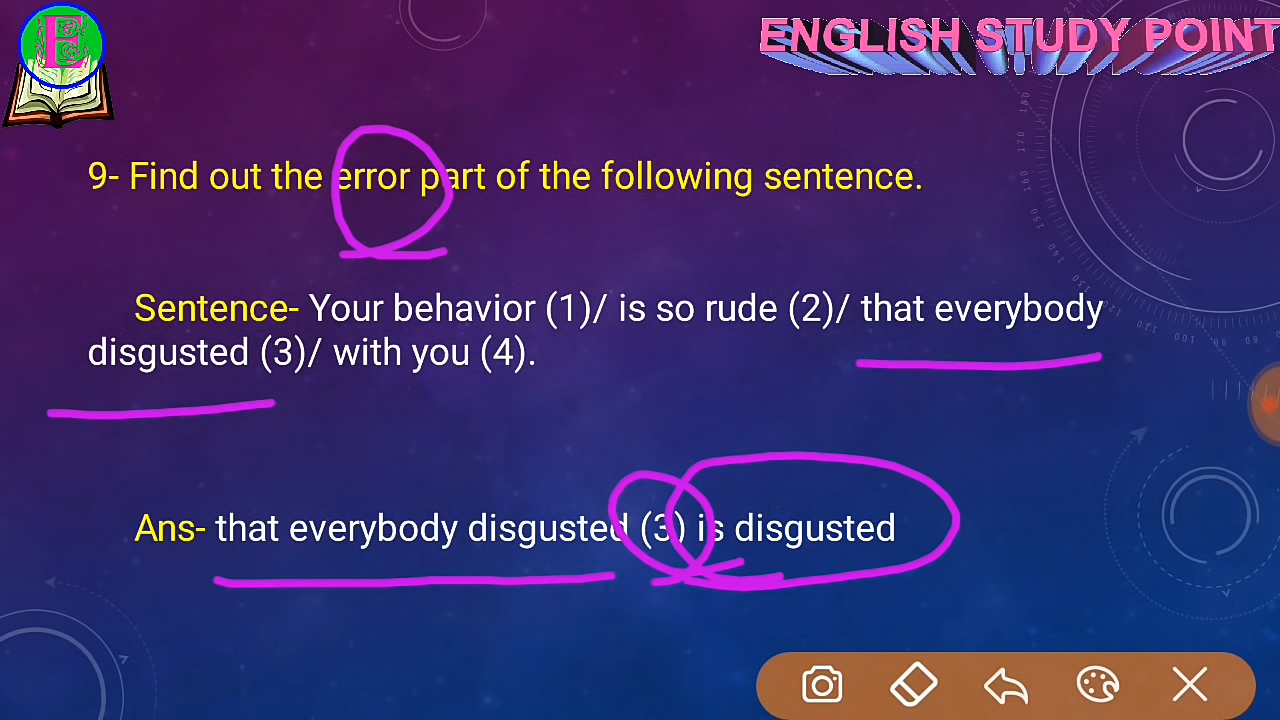 E
ENGLISH STUDY POINT
9- Find out the error part of the following sentence.
Sentence- Your behavior (1)/ is so rude (2)/ that everybody
disgusted (3)/ with you (4).
Ans- that everybody disgusted (3) is disgusted